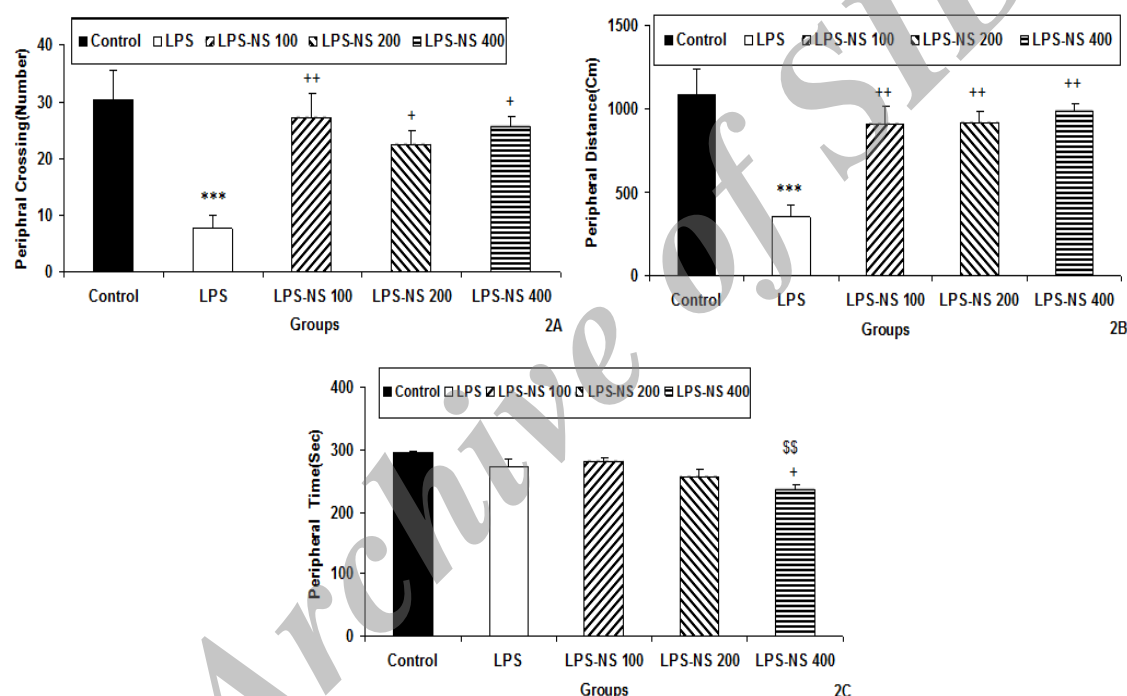 Control LPS LPS-NS 100 LPS-NS 200 LPS-NS 400
40
30
20
10
0
Periphral Crossing(Number)
***
++
+
+
Control LPS LPS-NS 100 LPS-NS 200 LPS-NS 400
Groups
2A
Control LPS LPS-NS 100 LPS-NS 200 LPS-NS 400
1500
1000
500
0
Peripheral Distance(Cm)
***
++
++
++
Control LPS LPS-NS 100 LPS-NS 200 LPS-NS 400
Groups
2B
Control LPS LPS-NS 100 LPS-NS 200 LPS-NS 400
400
300
200
100
0
Peripheral Time(Sec)
$$
+
Control LPS LPS-NS 100 LPS-NS 200 LPS-NS 400
Groups
2C
Archive of